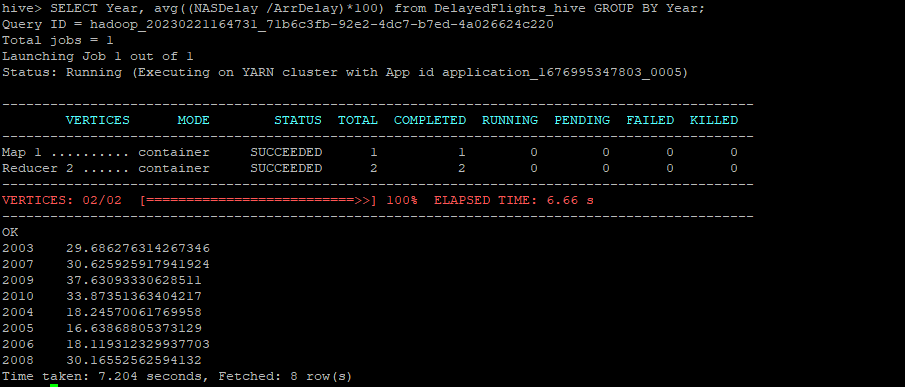 hive> SELECT Year, avg((NASDelay /ArrDelay)*100) from DelayedFlights_hive GROUP BY Year;
Query ID = hadoop_20230221164731_71b6c3fb-92e2-4dc7-b7ed-4a026624c220
Total jobs = 1
Launching Job 1 out of 1
Status: Running (Executing on YARN cluster with App id application_1676995347803_0005)
----------------------------------------------------------------------------------------------
VERTICES MODE STATUS TOTAL COMPLETED RUNNING PENDING FAILED KILLED
----------------------------------------------------------------------------------------------
Map 1 .......... container SUCCEEDED 1 1 0 0 0 0
Reducer 2 ...... container SUCCEEDED 2 2 0 0 0 0
----------------------------------------------------------------------------------------------
VERTICES: 02/02 [==========================>>] 100% ELAPSED TIME: 6.66 s
----------------------------------------------------------------------------------------------
OK
2003 29.686276314267346
2007 30.625925917941924
2009 37.63093330628511
2010 33.87351363404217
2004 18.24570061769958
2005 16.63868805373129
2006 18.119312329937703
2008 30.16552562594132
Time taken: 7.204 seconds, Fetched: 8 row(s)